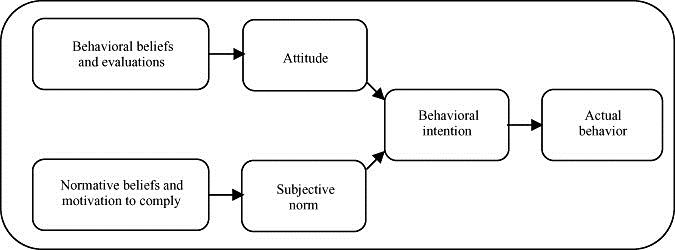 Behavioral beliefs
and evaluations
Attitude
Behavioral
intention
Actual
behavior
Normative beliefs and
motivation to comply
Subjective
norm